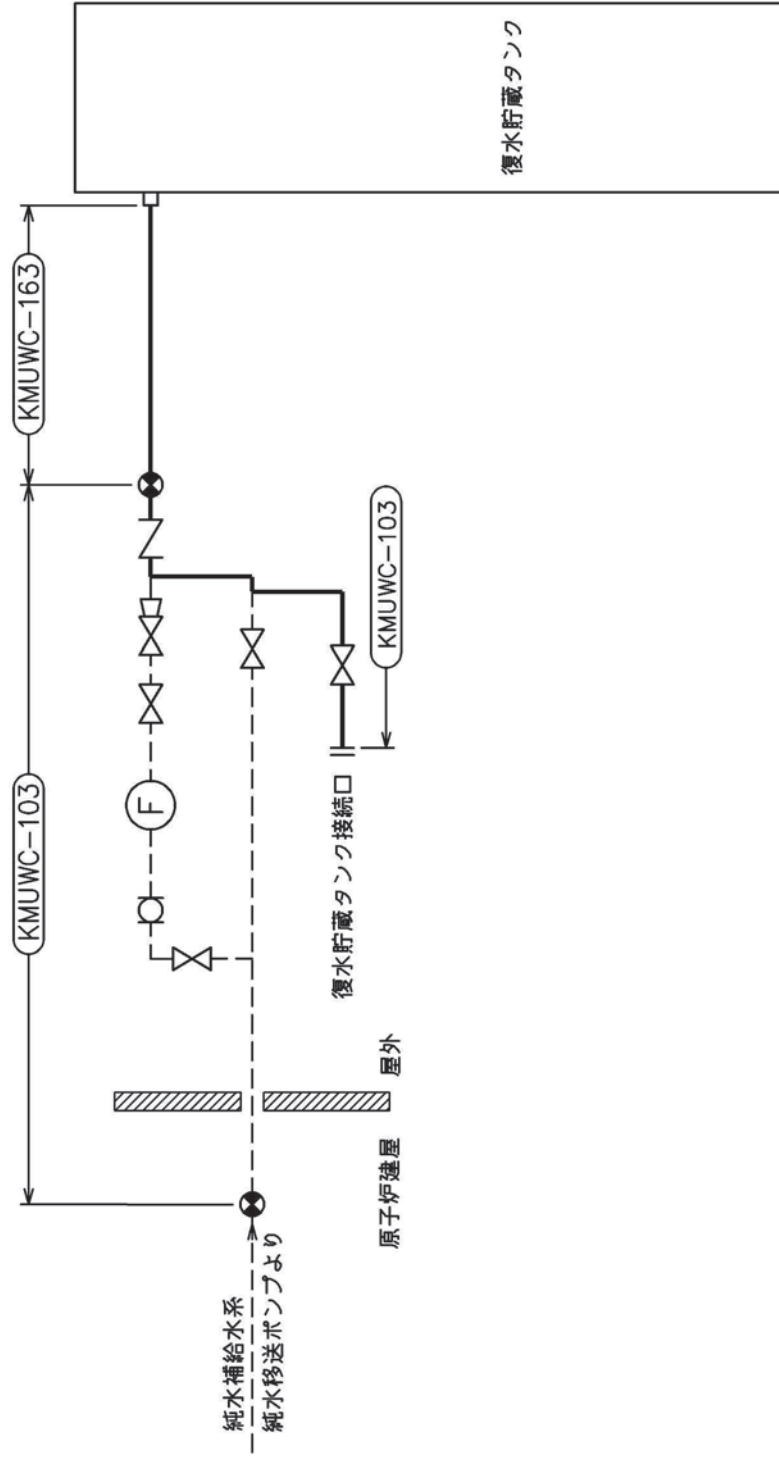 KMUWC-103
KMUWC-163
純水補給水系
純水移送ポンプより
原子炉建屋
屋外
F
復水貯蔵タンク接続口
KMUWC-103
復水貯蔵タンク